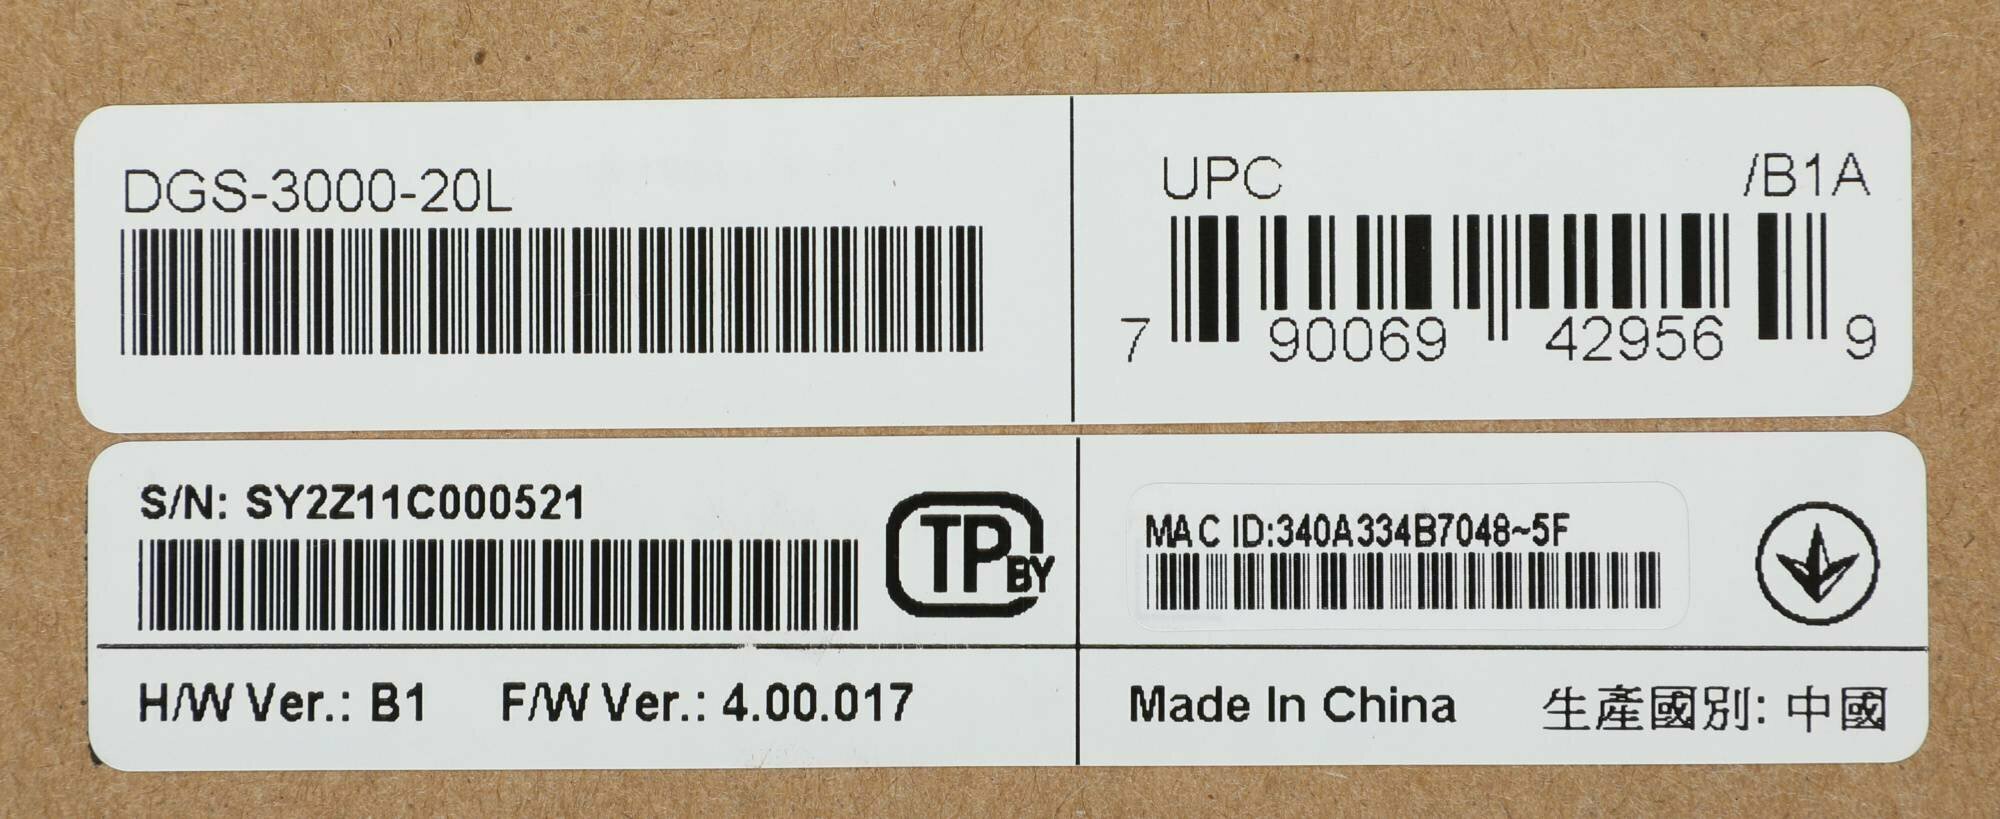 DGS-3000-20L
UPC /B1A
7 90069 42956 9
S/N: SY2Z11C000521
TP BY
MAC ID:340A334B7048~5F
H/W Ver.: B1 F/W Ver.: 4.00.017
Made In China 生產國別: 中國